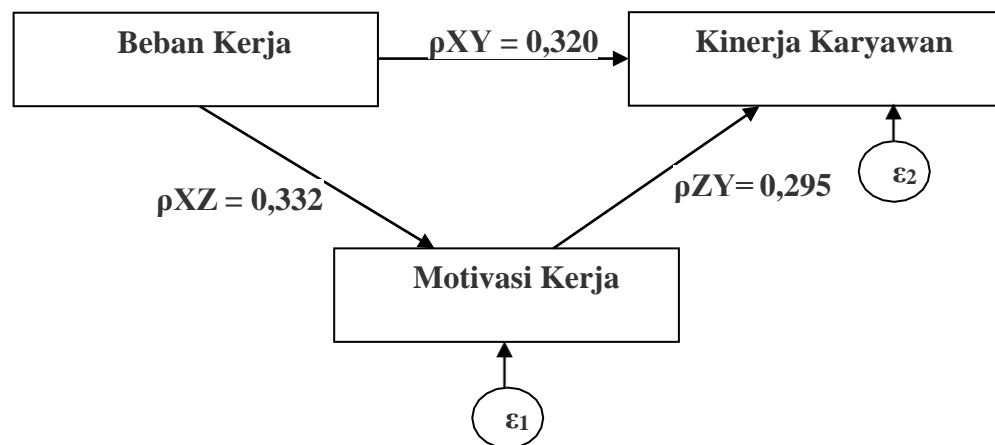 Beban Kerja
ρXY = 0,320
Kinerja Karyawan
ρXZ = 0,332
ρZY= 0,295
ε₂
Motivasi Kerja
ε₁